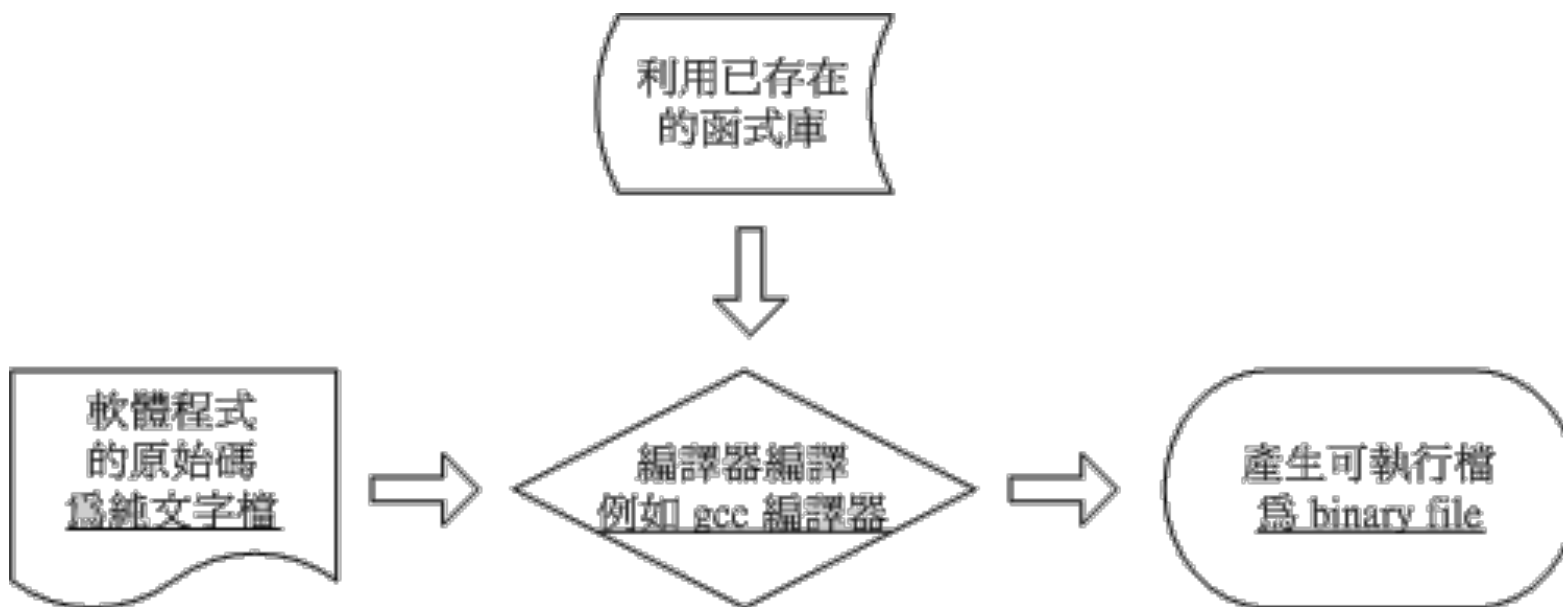 利用已存在
的函式庫
軟體程式
的原始碼
為純文字檔
編譯器編譯
例如 gcc 編譯器
產生可執行檔
為 binary file